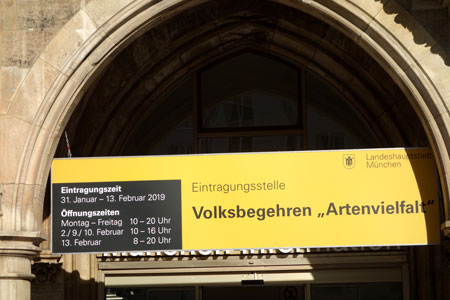 Landeshauptstadt
München
Eintragungszeit
31. Januar – 13. Februar 2019
Öffnungszeiten
Montag – Freitag 10 – 20 Uhr
2./ 9./ 10. Februar 10 – 16 Uhr
13. Februar 8 – 20 Uhr
Eintragungsstelle
Volksbegehren „Artenvielfalt“